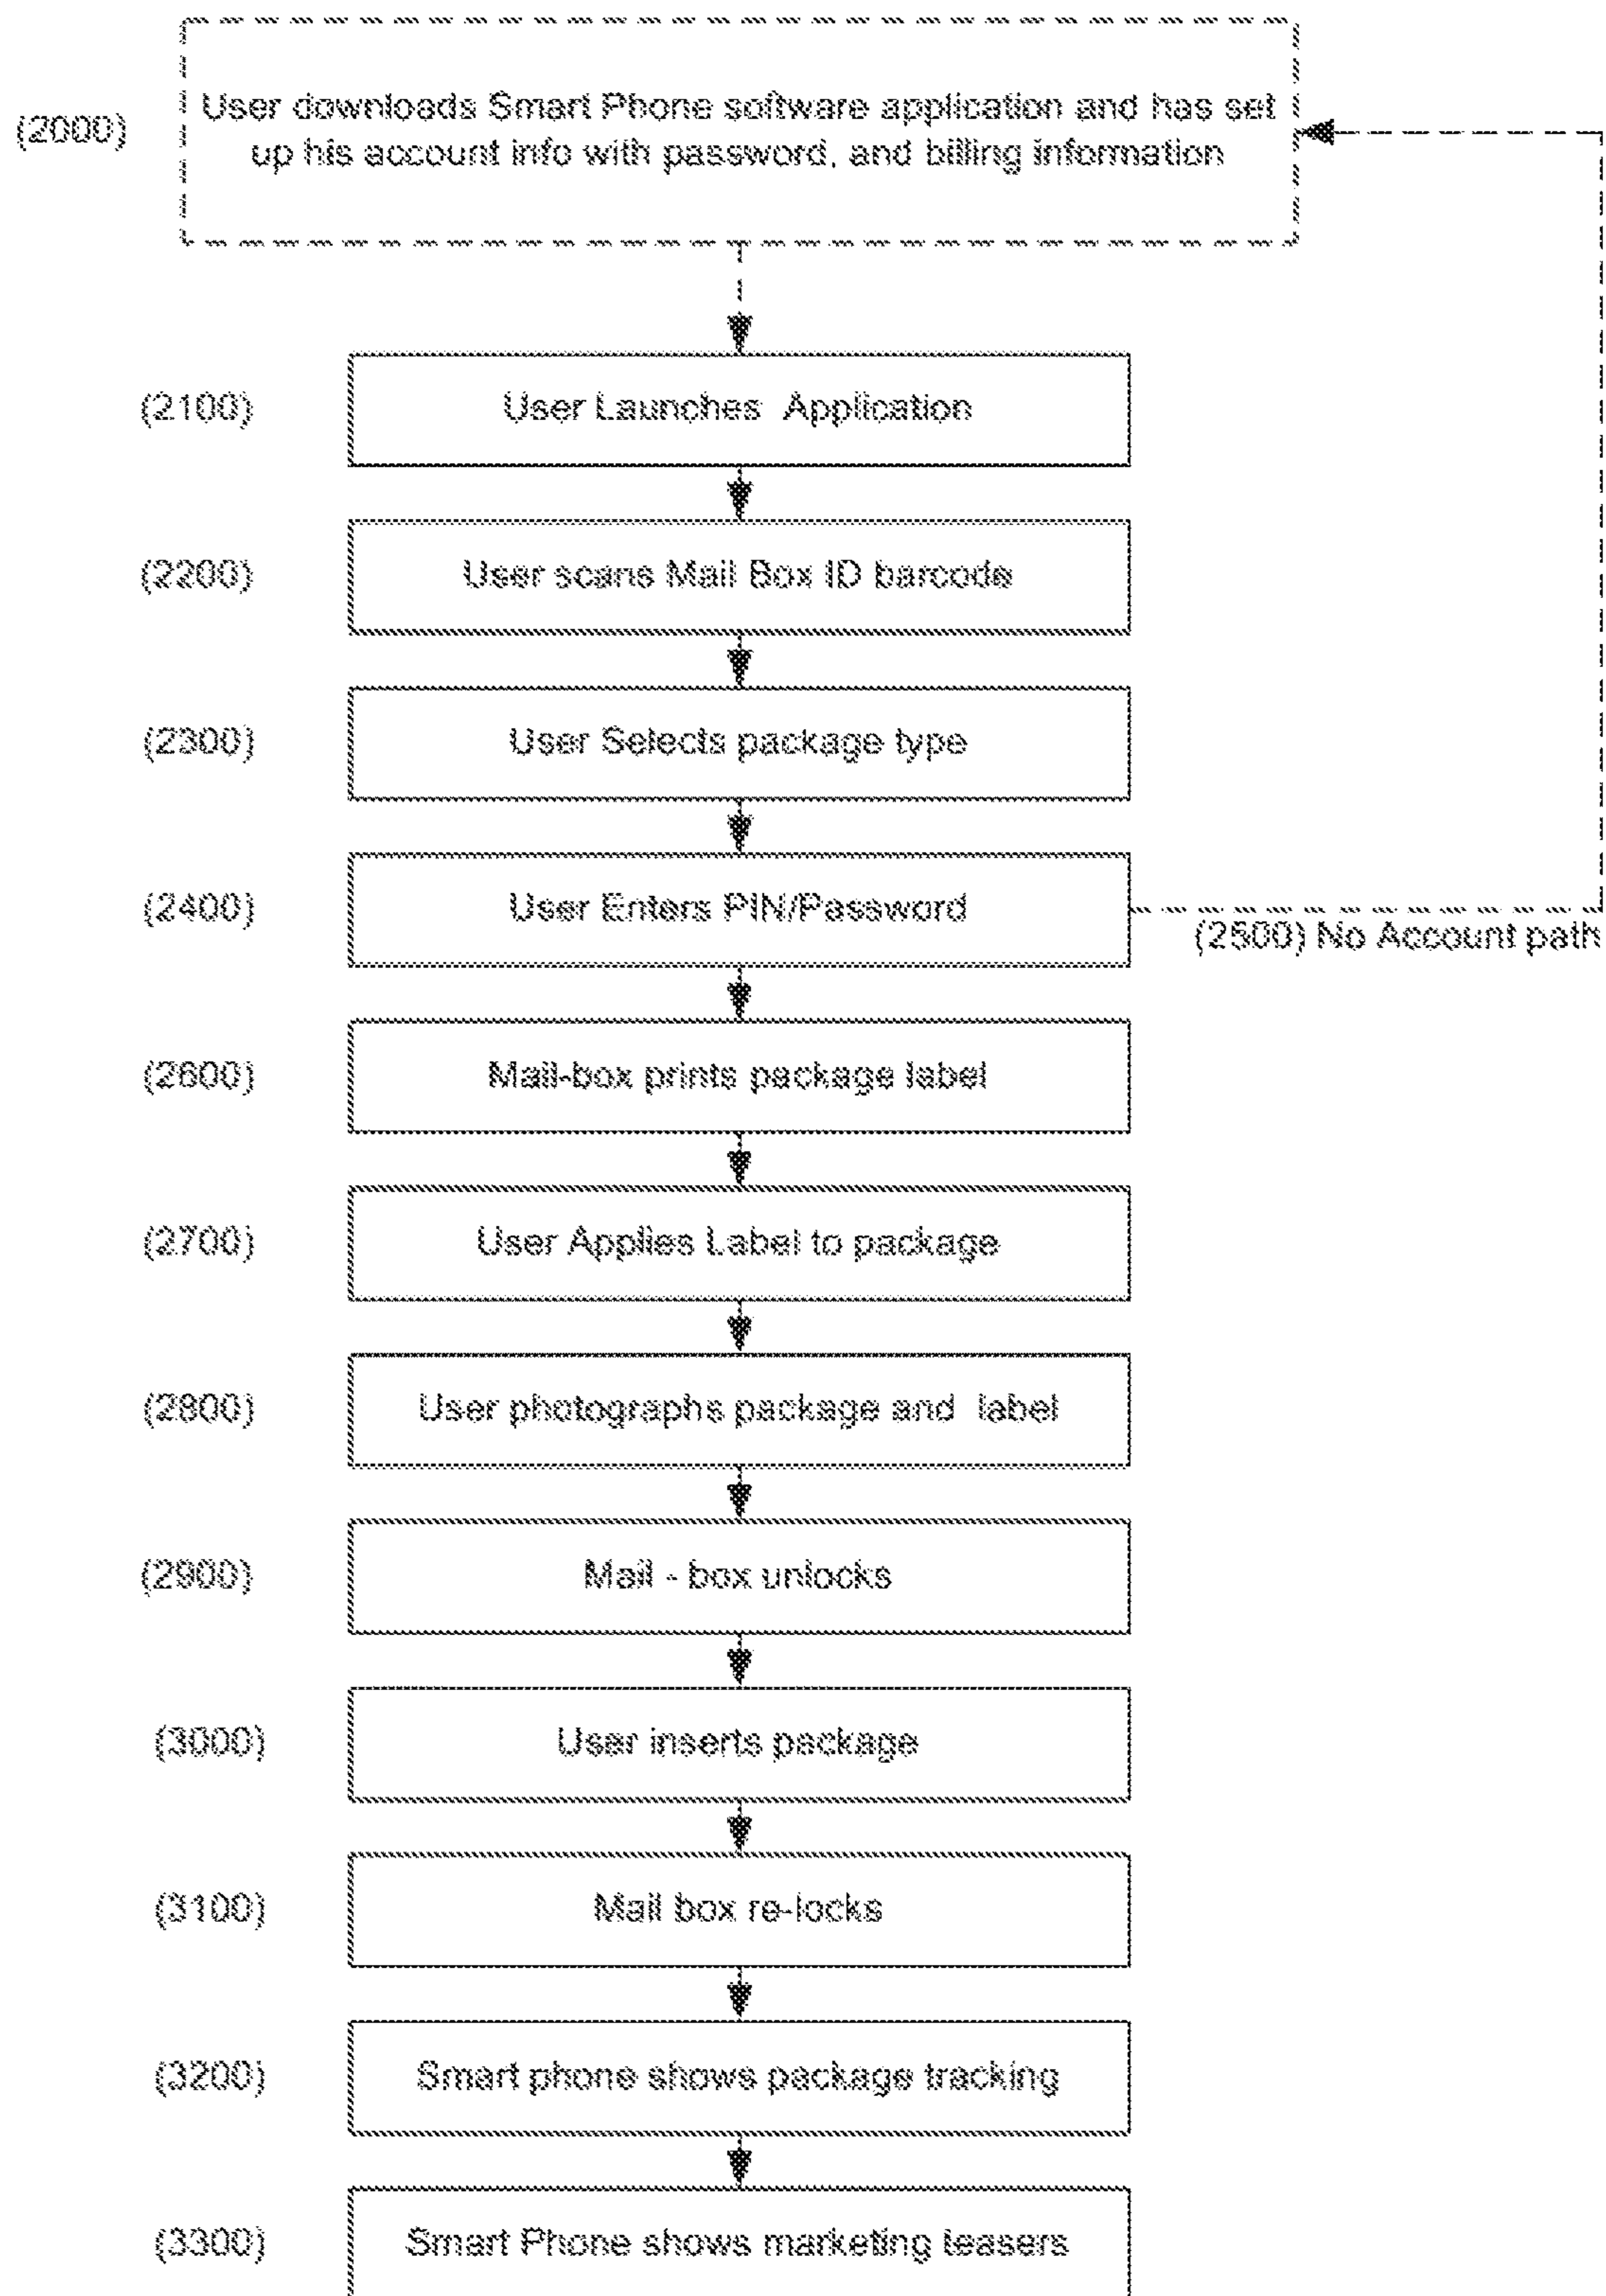 (2000)
User downloads Smart Phone software application and has set
up his account info with password, and billing information
(2100)
User Launches Application
(2200)
User scans Mail Box ID barcode
(2300)
User Selects package type
(2400)
User Enters PIN/Password
(2500) No Account path
(2600)
Mail-box prints package label
(2700)
User Applies Label to package
(2800)
User photographs package and label
(2900)
Mail - box unlocks
(3000)
User inserts package
(3100)
Mail box re-locks
(3200)
Smart phone shows package tracking
(3300)
Smart Phone shows marketing teasers